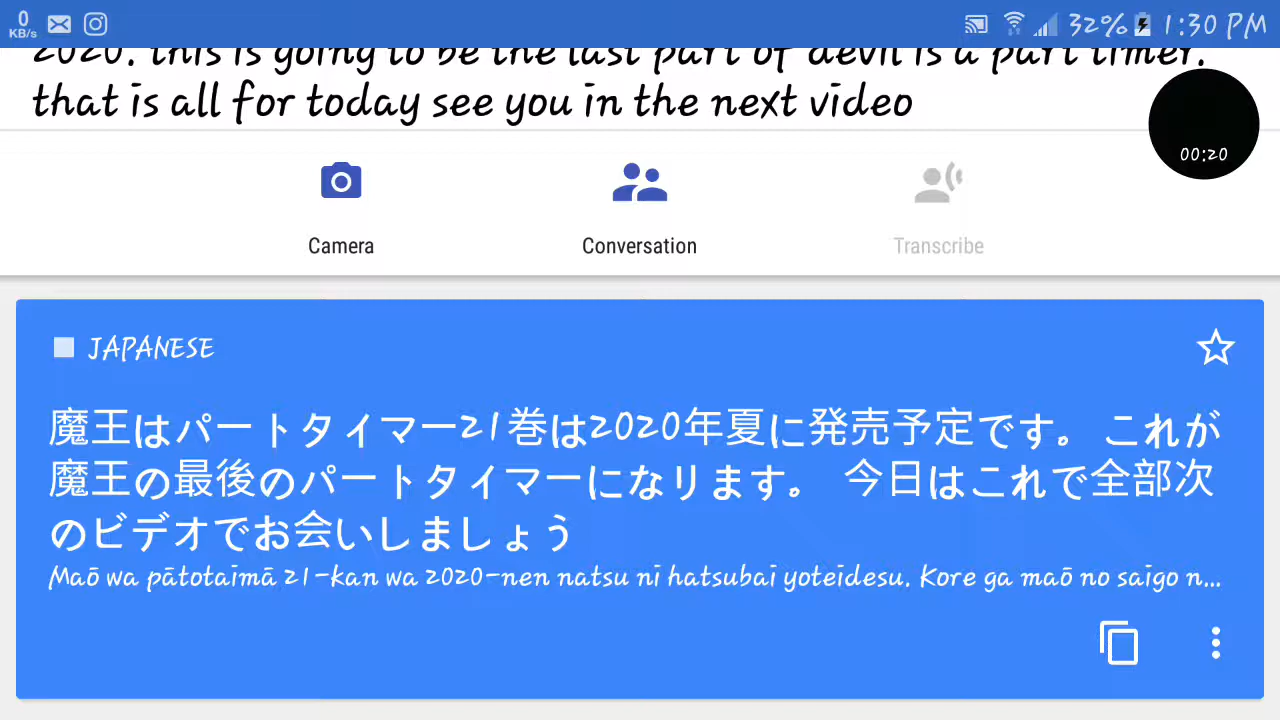 0
KB/s
32%
1:30 PM
2020. this is going to be the last part of devil is a part timer.
that is all for today see you in the next video
00:20
Camera
Conversation
Transcribe
JAPANESE
魔王はパートタイマー21巻は2020年夏に発売予定です。 これが
魔王の最後のパートタイマーになります。 今日はこれで全部次
のビデオでお会いしましょう
Maō wa pātotaimā 21-kan wa 2020-nen natsu ni hatsubai yoteidesu. Kore ga maō no saigo n...